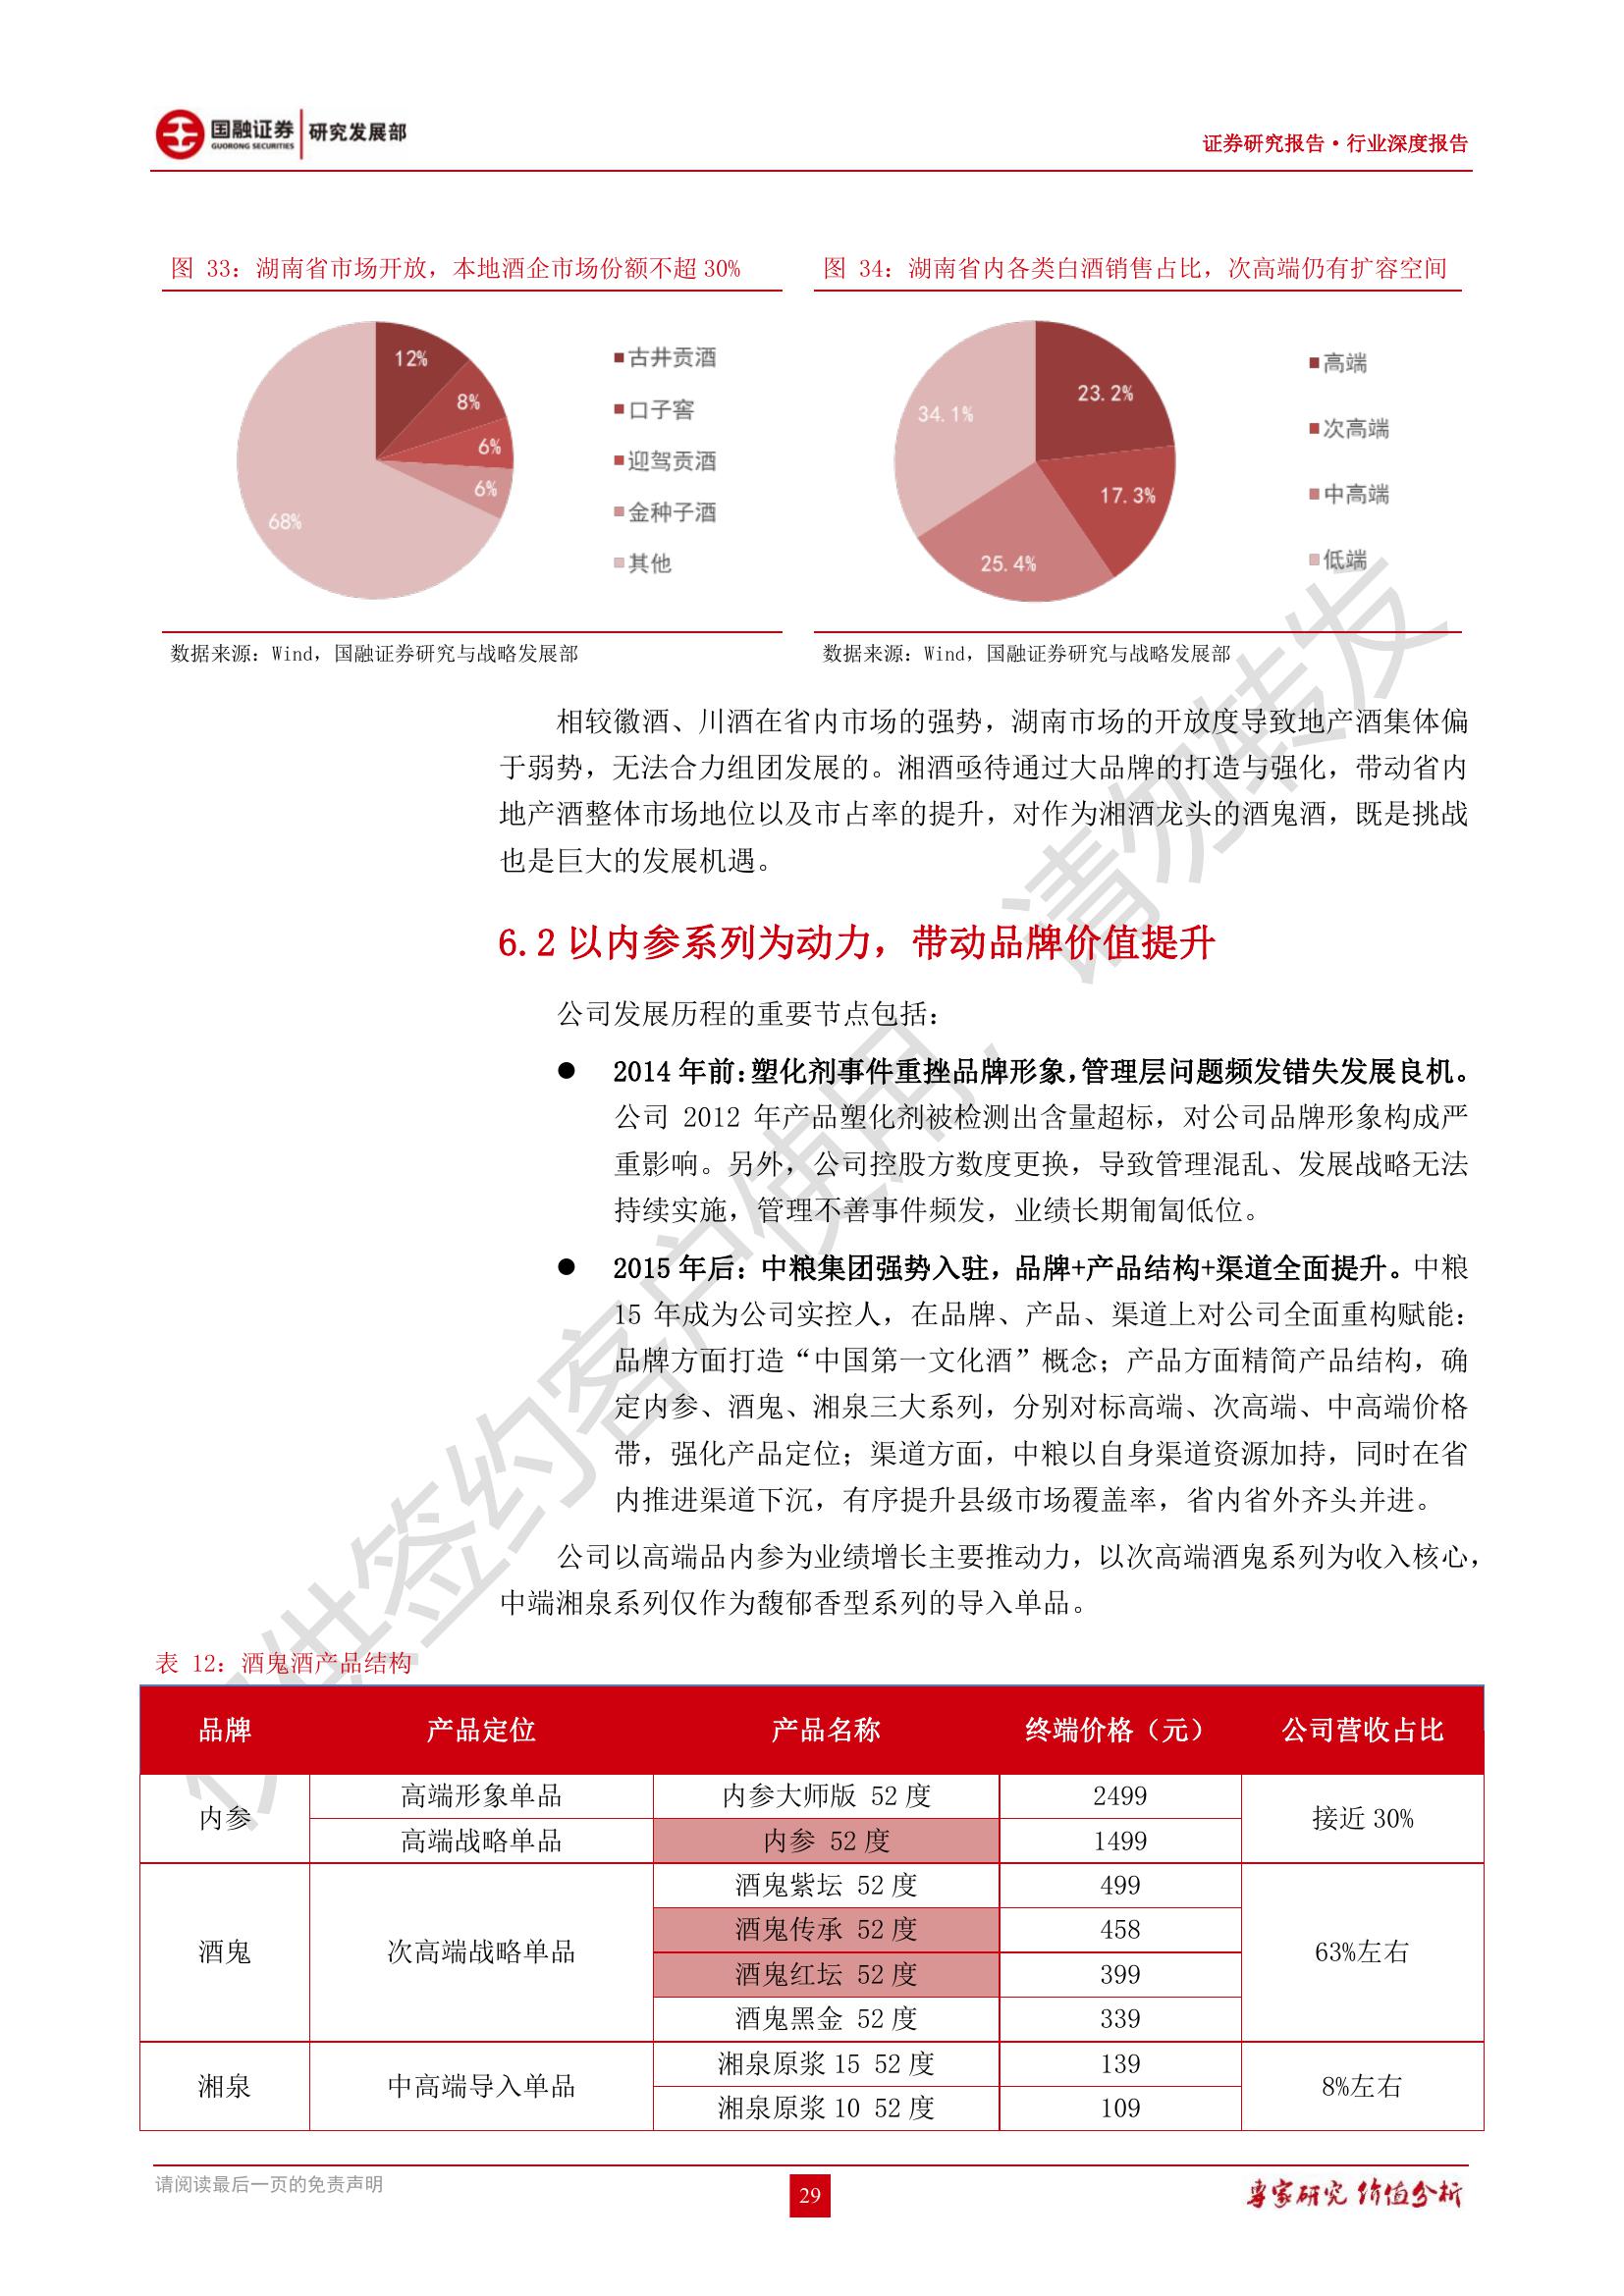 国融证券
GUORONG SECURITIES
研究发展部
证券研究报告·行业深度报告
图 33：湖南省市场开放，本地酒企市场份额不超 30%
12%
8%
6%
6%
68%
古井贡酒
口子窖
迎驾贡酒
金种子酒
其他
数据来源：Wind，国融证券研究与战略发展部
图 34：湖南省内各类白酒销售占比，次高端仍有扩容空间
23.2%
17.3%
25.4%
34.1%
高端
次高端
中高端
低端
数据来源：Wind，国融证券研究与战略发展部
相较徽酒、川酒在省内市场的强势，湖南市场的开放度导致地产酒集体偏
于弱势，无法合力组团发展的。湘酒亟待通过大品牌的打造与强化，带动省内
地产酒整体市场地位以及市占率的提升，对作为湘酒龙头的酒鬼酒，既是挑战
也是巨大的发展机遇。
6.2 以内参系列为动力，带动品牌价值提升
公司发展历程的重要节点包括：
● 2014 年前：塑化剂事件重挫品牌形象，管理层问题频发错失发展良机。
公司 2012 年产品塑化剂被检测出含量超标，对公司品牌形象构成严
重影响。另外，公司控股方数度更换，导致管理混乱、发展战略无法
持续实施，管理不善事件频发，业绩长期匍匐低位。
● 2015 年后：中粮集团强势入驻，品牌+产品结构+渠道全面提升。中粮
15 年成为公司实控人，在品牌、产品、渠道上对公司全面重构赋能：
品牌方面打造“中国第一文化酒”概念；产品方面精简产品结构，确
定内参、酒鬼、湘泉三大系列，分别对标高端、次高端、中高端价格
带，强化产品定位；渠道方面，中粮以自身渠道资源加持，同时在省
内推进渠道下沉，有序提升县级市场覆盖率，省内省外齐头并进。
公司以高端品内参为业绩增长主要推动力，以次高端酒鬼系列为收入核心，
中端湘泉系列仅作为馥郁香型系列的导入单品。
表 12：酒鬼酒产品结构
品牌 产品定位 产品名称 终端价格（元） 公司营收占比
内参 高端形象单品 内参大师版 52 度 2499 接近 30%
高端战略单品 内参 52 度 1499
酒鬼 次高端战略单品 酒鬼紫坛 52 度 499 63%左右
酒鬼传承 52 度 458
酒鬼红坛 52 度 399
酒鬼黑金 52 度 339
湘泉 中高端导入单品 湘泉原浆 15 52 度 139 8%左右
湘泉原浆 10 52 度 109
请阅读最后一页的免责声明
29
专家研究 价值分析
仅供签约客户使用，请勿转发